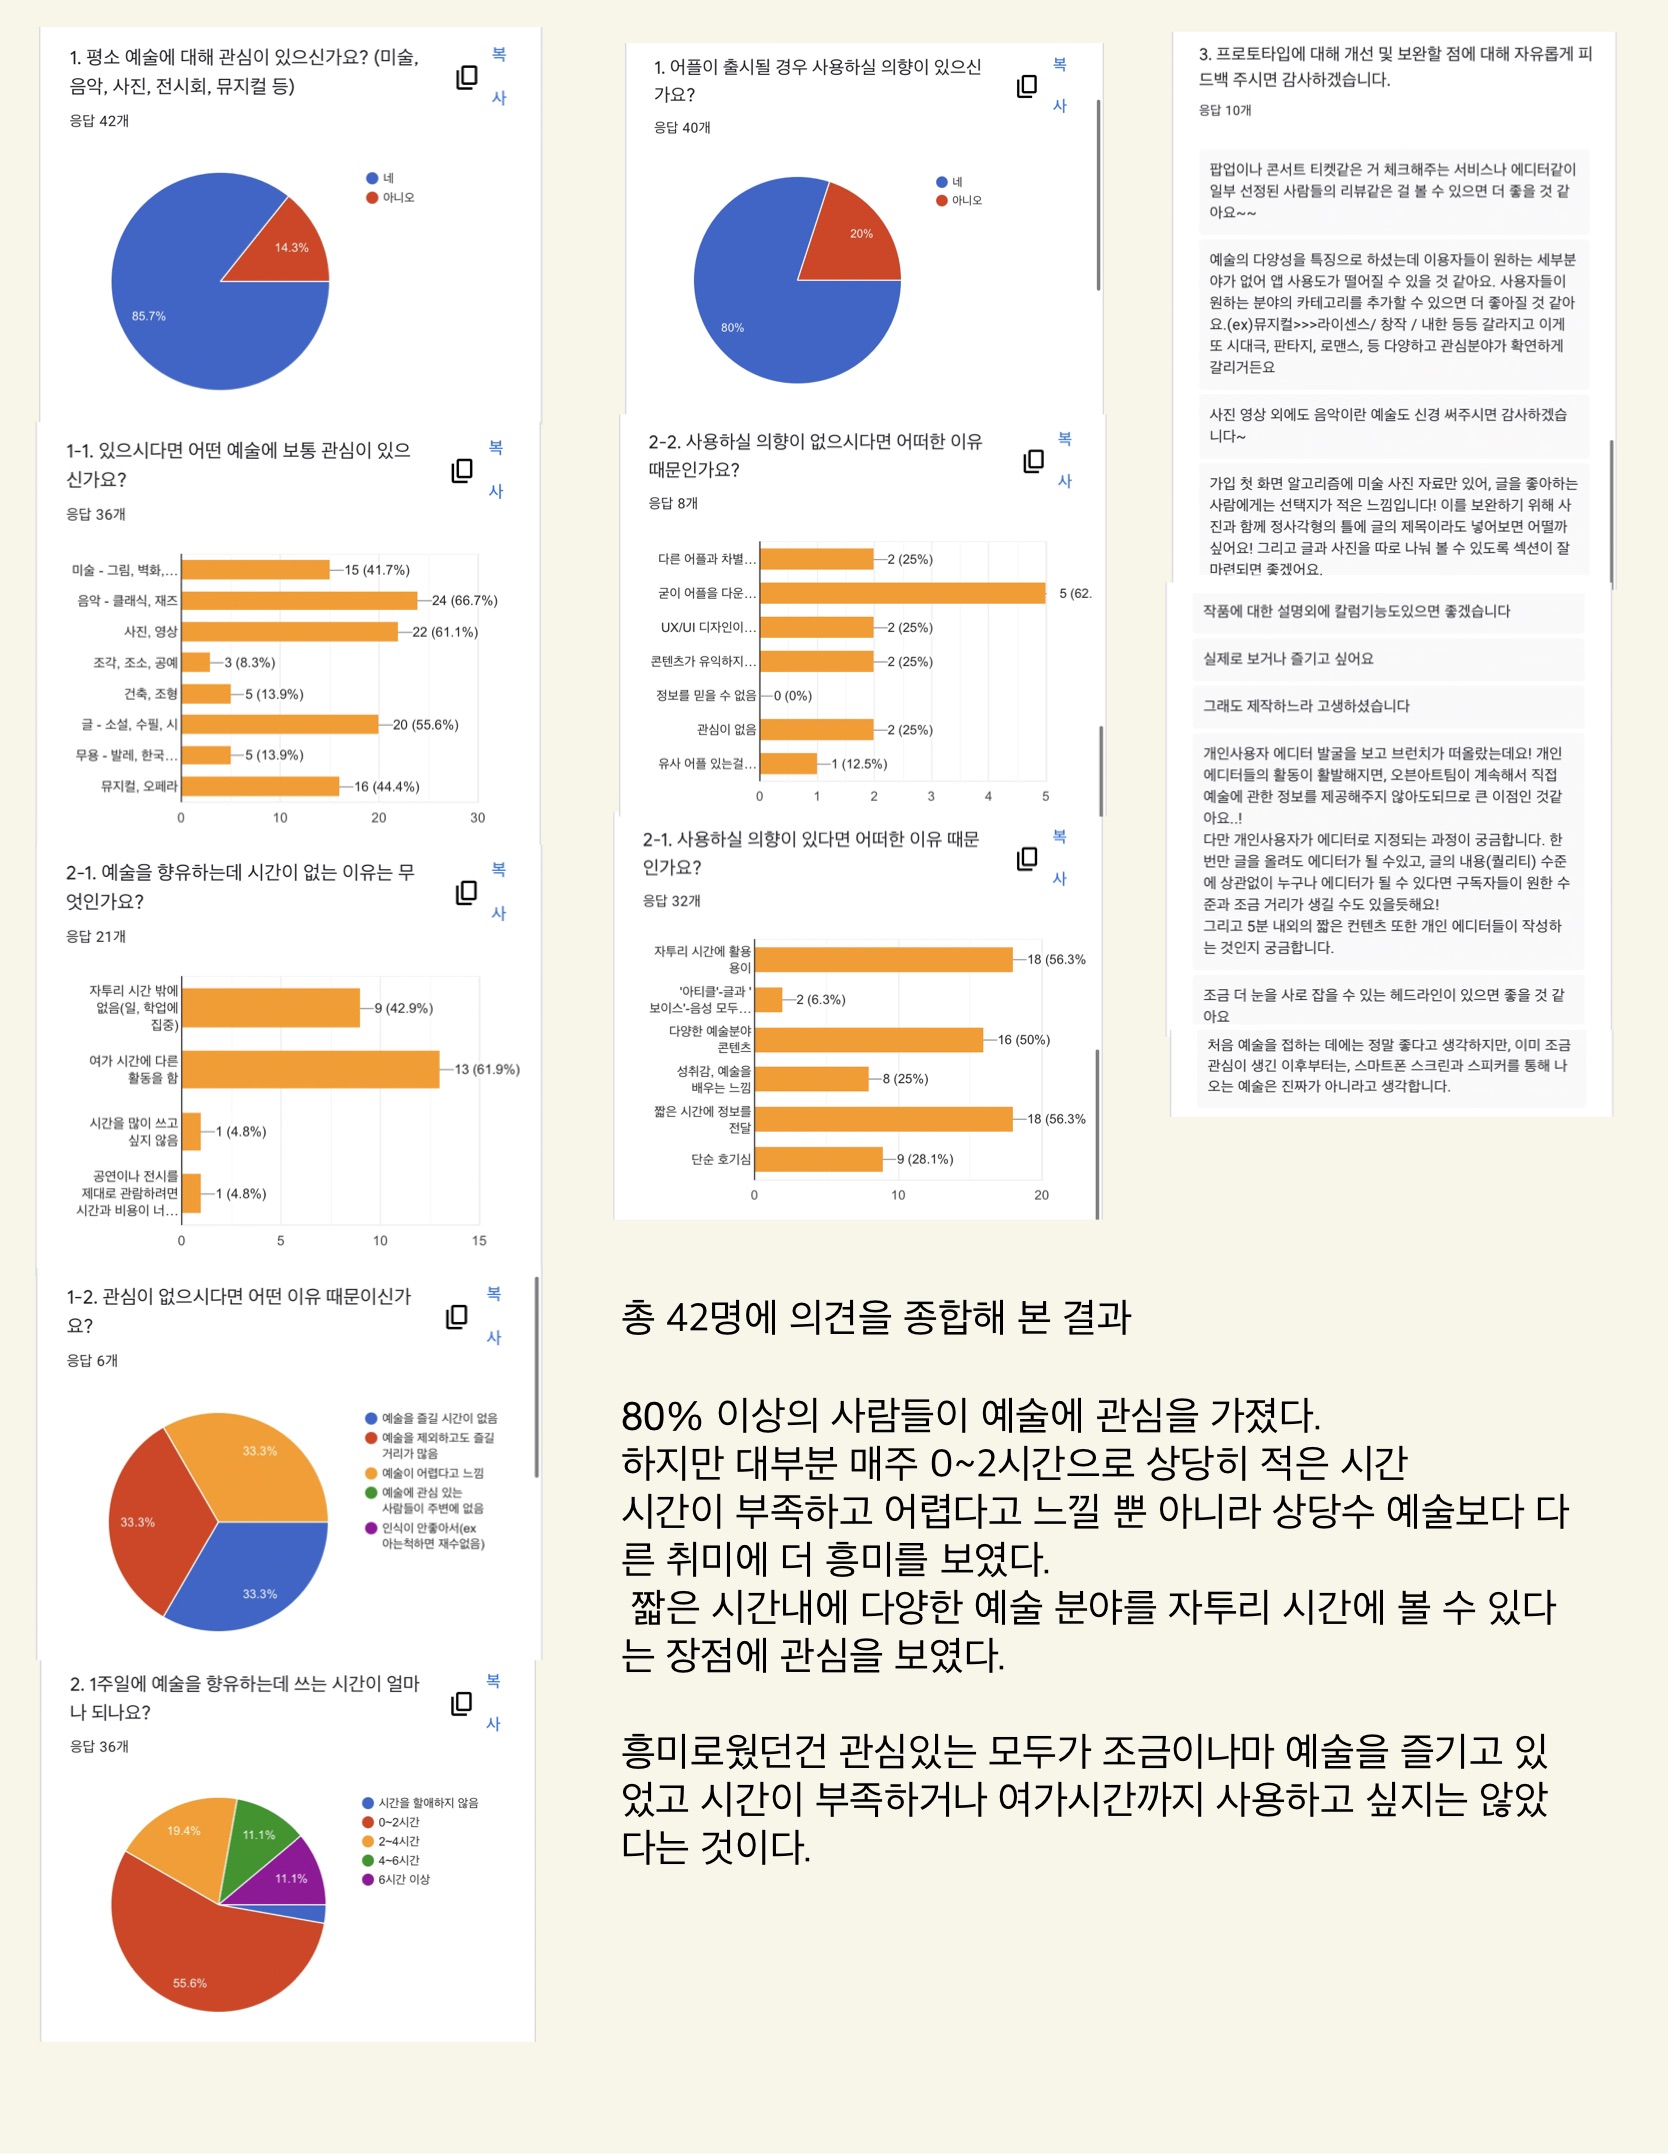 1. 평소 예술에 대해 관심이 있으신가요? (미술,
음악, 사진, 전시회, 뮤지컬 등)
복
사
응답 42개
네
아니오
14.3%
85.7%
1-1. 있으시다면 어떤 예술에 보통 관심이 있으
신가요?
복
사
응답 36개
미술 - 그림, 벽화,...
15 (41.7%)
음악 - 클래식, 재즈
24 (66.7%)
사진, 영상
22 (61.1%)
조각, 조소, 공예
3 (8.3%)
건축, 조형
5 (13.9%)
글 - 소설, 수필, 시
20 (55.6%)
무용 - 발레, 한국...
5 (13.9%)
뮤지컬, 오페라
16 (44.4%)
0 10 20 30
2-1. 예술을 향유하는데 시간이 없는 이유는 무
엇인가요?
복
사
응답 21개
자투리 시간 밖에
없음(일, 학업에
집중)
9 (42.9%)
여가 시간에 다른
활동을 함
13 (61.9%)
시간을 많이 쓰고
싶지 않음
1 (4.8%)
공연이나 전시를
제대로 관람하려면
시간과 비용이 너...
1 (4.8%)
0 5 10 15
1-2. 관심이 없으시다면 어떤 이유 때문이신가
요?
복
사
응답 6개
예술을 즐길 시간이 없음
예술을 제외하고도 즐길
거리가 많음
예술이 어렵다고 느낌
예술에 관심 있는
사람들이 주변에 없음
인식이 안좋아서(ex
아는척하면 재수없음)
33.3%
33.3%
33.3%
2. 1주일에 예술을 향유하는데 쓰는 시간이 얼마
나 되나요?
복
사
응답 36개
시간을 할애하지 않음
0~2시간
2~4시간
4~6시간
6시간 이상
19.4%
11.1%
11.1%
55.6%
1. 어플이 출시될 경우 사용하실 의향이 있으신
가요?
복
사
응답 40개
네
아니오
20%
80%
2-2. 사용하실 의향이 없으시다면 어떠한 이유
때문인가요?
복
사
응답 8개
다른 어플과 차별...
2 (25%)
굳이 어플을 다운...
5 (62.
UX/UI 디자인이...
2 (25%)
콘텐츠가 유익하지...
2 (25%)
정보를 믿을 수 없음
0 (0%)
관심이 없음
2 (25%)
유사 어플 있는걸...
1 (12.5%)
0 1 2 3 4 5
2-1. 사용하실 의향이 있다면 어떠한 이유 때문
인가요?
복
사
응답 32개
자투리 시간에 활용
용이
18 (56.3%
'아티클'-글과 '
보이스'-음성 모두...
2 (6.3%)
다양한 예술분야
콘텐츠
16 (50%)
성취감, 예술을
배우는 느낌
8 (25%)
짧은 시간에 정보를
전달
18 (56.3%
단순 호기심
9 (28.1%)
0 10 20
3. 프로토타입에 대해 개선 및 보완할 점에 대해 자유롭게 피
드백 주시면 감사하겠습니다.
응답 10개
팝업이나 콘서트 티켓같은 거 체크해주는 서비스나 에디터같이
일부 선정된 사람들의 리뷰같은 걸 볼 수 있으면 더 좋을 것 같
아요~~
예술의 다양성을 특징으로 하셨는데 이용자들이 원하는 세부분
야가 없어 앱 사용도가 떨어질 수 있을 것 같아요. 사용자들이
원하는 분야의 카테고리를 추가할 수 있으면 더 좋아질 것 같아
요.(ex)뮤지컬>>>라이센스/ 창작 / 내한 등등 갈라지고 이게
또 시대극, 판타지, 로맨스, 등 다양하고 관심분야가 확연하게
갈리거든요
사진 영상 외에도 음악이란 예술도 신경 써주시면 감사하겠습
니다~
가입 첫 화면 알고리즘에 미술 사진 자료만 있어, 글을 좋아하는
사람에게는 선택지가 적은 느낌입니다! 이를 보완하기 위해 사
진과 함께 정사각형의 틀에 글의 제목이라도 넣어보면 어떨까
싶어요! 그리고 글과 사진을 따로 나눠 볼 수 있도록 섹션이 잘
마련되면 좋겠어요.
작품에 대한 설명외에 칼럼기능도있으면 좋겠습니다
실제로 보거나 즐기고 싶어요
그래도 제작하느라 고생하셨습니다
개인사용자 에디터 발굴을 보고 브런치가 떠올랐는데요! 개인
에디터들의 활동이 활발해지면, 오븐아트팀이 계속해서 직접
예술에 관한 정보를 제공해주지 않아도되므로 큰 이점인 것같
아요..!
다만 개인사용자가 에디터로 지정되는 과정이 궁금합니다. 한
번만 글을 올려도 에디터가 될 수있고, 글의 내용(퀄리티) 수준
에 상관없이 누구나 에디터가 될 수 있다면 구독자들이 원한 수
준과 조금 거리가 생길 수도 있을듯해요!
그리고 5분 내외의 짧은 컨텐츠 또한 개인 에디터들이 작성하
는 것인지 궁금합니다.
조금 더 눈을 사로 잡을 수 있는 헤드라인이 있으면 좋을 것 같
아요
처음 예술을 접하는 데에는 정말 좋다고 생각하지만, 이미 조금
관심이 생긴 이후부터는, 스마트폰 스크린과 스피커를 통해 나
오는 예술은 진짜가 아니라고 생각합니다.
총 42명에 의견을 종합해 본 결과
80% 이상의 사람들이 예술에 관심을 가졌다.
하지만 대부분 매주 0~2시간으로 상당히 적은 시간
시간이 부족하고 어렵다고 느낄 뿐 아니라 상당수 예술보다 다
른 취미에 더 흥미를 보였다.
짧은 시간내에 다양한 예술 분야를 자투리 시간에 볼 수 있다
는 장점에 관심을 보였다.
흥미로웠던건 관심있는 모두가 조금이나마 예술을 즐기고 있
었고 시간이 부족하거나 여가시간까지 사용하고 싶지는 않았
다는 것이다.